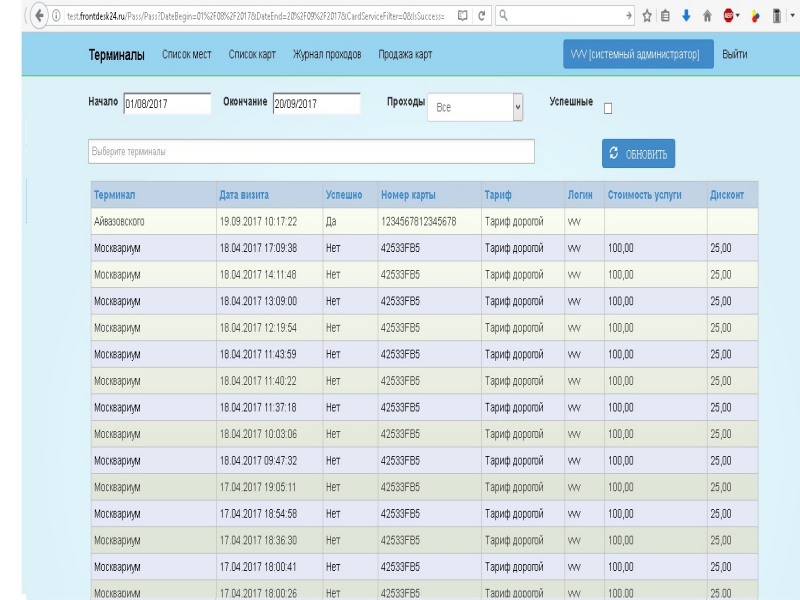 test.frontdesk24.ru/Pass/Pass?DateBegin=01%2F08%2F2017&DateEnd=20%2F09%2F2017&CardServiceFilter=0&IsSuccess=
Терминалы Список мест Список карт Журнал проходов Продажа карт VVV [системный администратор] Выйти
Начало 01/08/2017 Окончание 20/09/2017 Проходы Все Успешные
Выберите терминалы ОБНОВИТЬ
Терминал Дата визита Успешно Номер карты Тариф Логин Стоимость услуги Дисконт
Айвазовского 19.09.2017 10:17:22 Да 1234567812345678 Тариф дорогой VVV
Москвариум 18.04.2017 17:09:38 Нет 42533FB5 Тариф дорогой VVV 100,00 25,00
Москвариум 18.04.2017 14:11:48 Нет 42533FB5 Тариф дорогой VVV 100,00 25,00
Москвариум 18.04.2017 13:09:00 Нет 42533FB5 Тариф дорогой VVV 100,00 25,00
Москвариум 18.04.2017 12:19:54 Нет 42533FB5 Тариф дорогой VVV 100,00 25,00
Москвариум 18.04.2017 11:43:59 Нет 42533FB5 Тариф дорогой VVV 100,00 25,00
Москвариум 18.04.2017 11:40:22 Нет 42533FB5 Тариф дорогой VVV 100,00 25,00
Москвариум 18.04.2017 11:37:18 Нет 42533FB5 Тариф дорогой VVV 100,00 25,00
Москвариум 18.04.2017 10:03:06 Нет 42533FB5 Тариф дорогой VVV 100,00 25,00
Москвариум 18.04.2017 09:47:32 Нет 42533FB5 Тариф дорогой VVV 100,00 25,00
Москвариум 17.04.2017 19:05:11 Нет 42533FB5 Тариф дорогой VVV 100,00 25,00
Москвариум 17.04.2017 18:54:58 Нет 42533FB5 Тариф дорогой VVV 100,00 25,00
Москвариум 17.04.2017 18:36:30 Нет 42533FB5 Тариф дорогой VVV 100,00 25,00
Москвариум 17.04.2017 18:00:41 Нет 42533FB5 Тариф дорогой VVV 100,00 25,00
Москвариум 17.04.2017 18:00:26 Нет 42533FB5 Тариф дорогой VVV 100,00 25,00